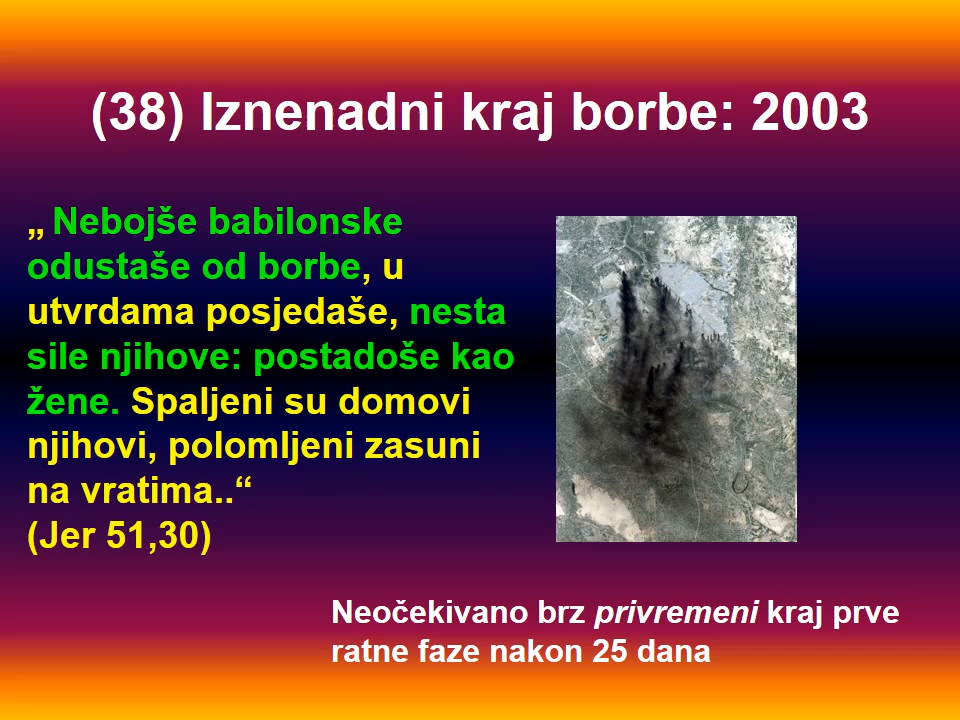 (38) Iznenadni kraj borbe: 2003
„ Nebojše babilonske
odustaše od borbe, u
utvrdama posjedaše, nesta
sile njihove: postadoše kao
žene. Spaljeni su domovi
njihovi, polomljeni zasuni
na vratima..“
(Jer 51,30)
Neočekivano brz privremeni kraj prve
ratne faze nakon 25 dana